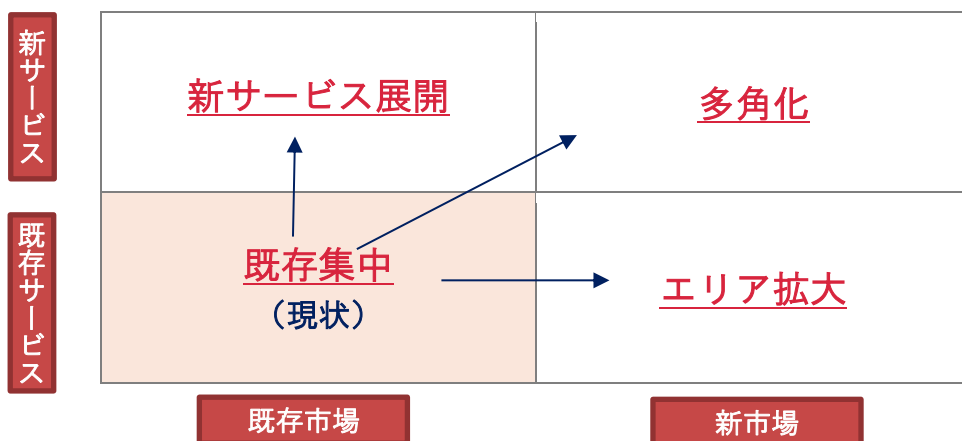 新サービス
新サービス展開
多角化
既存サービス
既存集中
（現状）
エリア拡大
既存市場
新市場